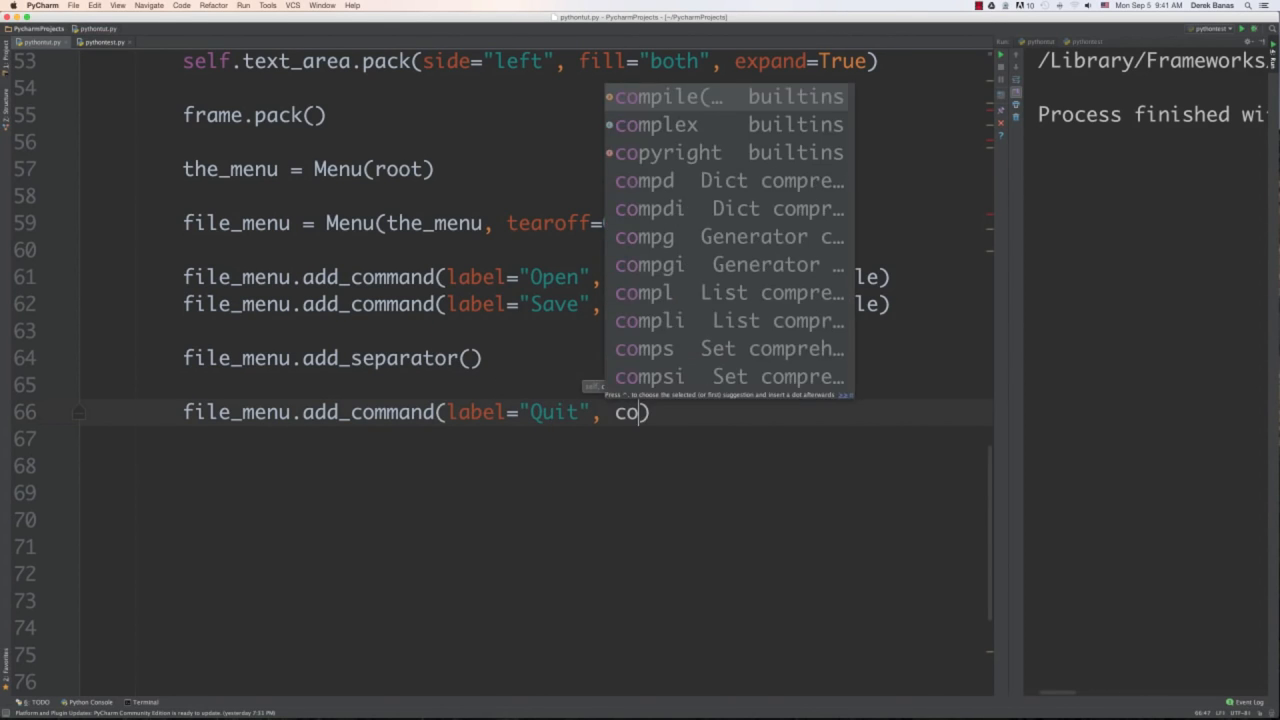 PyCharm File Edit View Navigate Code Refactor Run Tools VCS Window Help
10 Mon Sep 5 9:41 AM Derek Banas
pythontut.py - PycharmProjects - [~/PycharmProjects]
PycharmProjects pythontut.py
pythontest
pythontut.py pythontest.py
Run: pythontut pythontest
1: Project
Z: Structure
2: Favorites
Run
53 self.text_area.pack(side="left", fill="both", expand=True)
54
55 frame.pack()
56
57 the_menu = Menu(root)
58
59 file_menu = Menu(the_menu, tearoff=
60
61 file_menu.add_command(label="Open", le)
62 file_menu.add_command(label="Save", le)
63
64 file_menu.add_separator()
65
66 file_menu.add_command(label="Quit", co)
67
68
69
70
71
72
73
74
75
76
compile(… builtins
complex builtins
copyright builtins
compd Dict compre…
compdi Dict compr…
compg Generator c…
compgi Generator …
compl List compre…
compli List compr…
comps Set compreh…
compsi Set compre…
Press ^. to choose the selected (or first) suggestion and insert a dot afterwards >>
self, c
/Library/Frameworks
Process finished wi
6: TODO Python Console Terminal
Event Log
Platform and Plugin Updates: PyCharm Community Edition is ready to update. (yesterday 7:51 PM)
66:47 LF÷ UTF-8÷